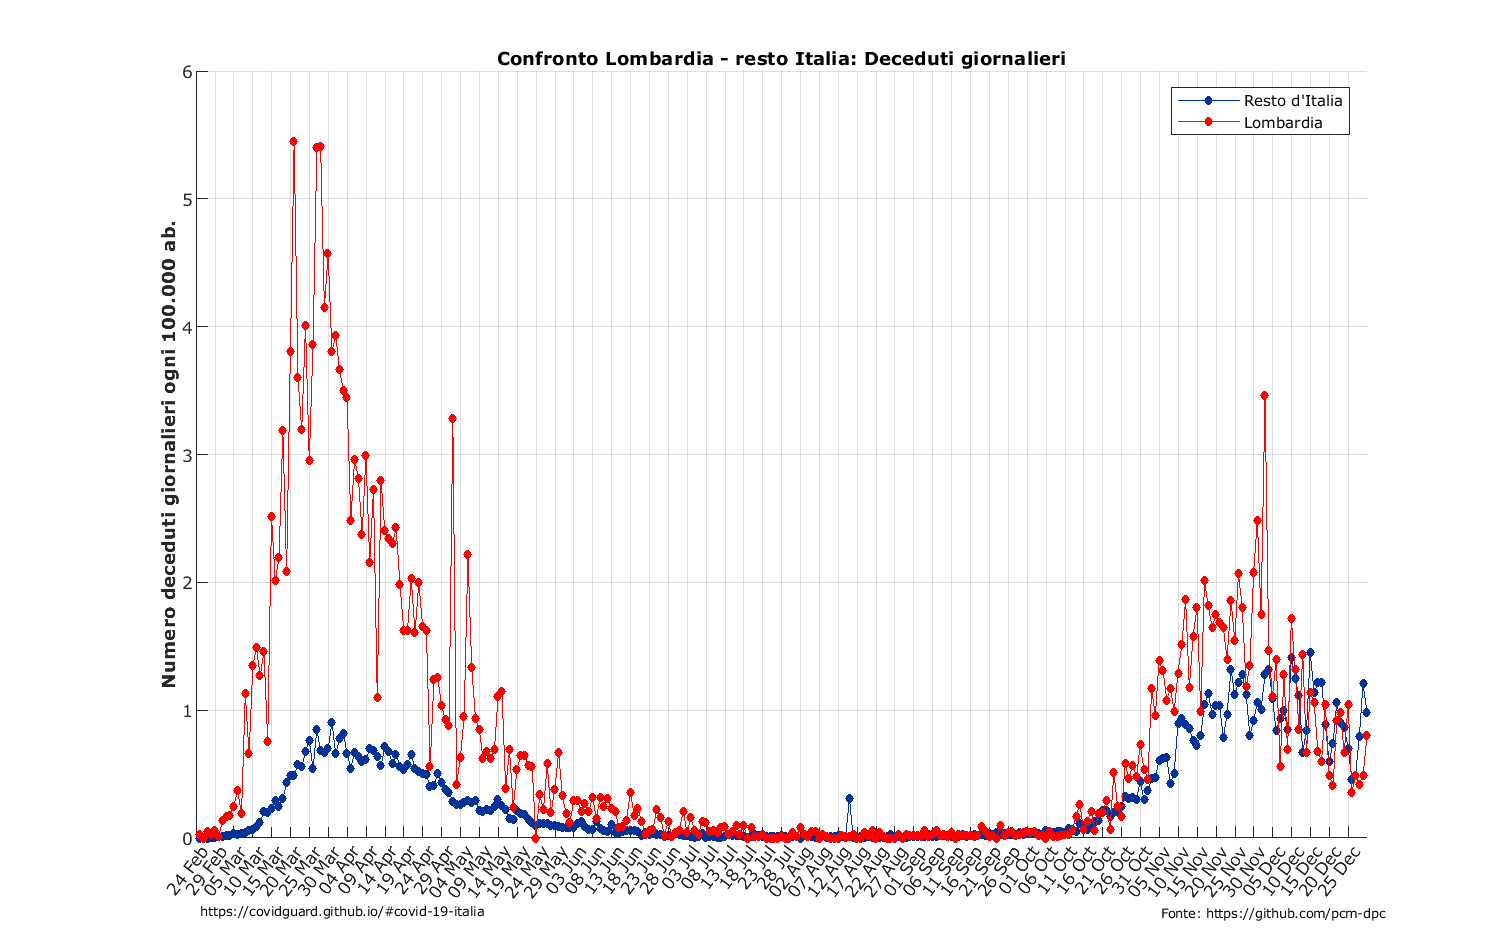 Confronto Lombardia - resto Italia: Deceduti giornalieri
Numero deceduti giornalieri ogni 100.000 ab.
6
5
4
3
2
1
0
Resto d'Italia
Lombardia
24 Feb
29 Feb
05 Mar
10 Mar
15 Mar
20 Mar
25 Mar
30 Mar
04 Apr
09 Apr
14 Apr
19 Apr
24 Apr
29 Apr
04 May
09 May
14 May
19 May
24 May
29 May
03 Jun
08 Jun
13 Jun
18 Jun
23 Jun
28 Jun
03 Jul
08 Jul
13 Jul
18 Jul
23 Jul
28 Jul
02 Aug
07 Aug
12 Aug
17 Aug
22 Aug
27 Aug
01 Sep
06 Sep
11 Sep
16 Sep
21 Sep
26 Sep
01 Oct
06 Oct
11 Oct
16 Oct
21 Oct
26 Oct
31 Oct
05 Nov
10 Nov
15 Nov
20 Nov
25 Nov
30 Nov
05 Dec
10 Dec
15 Dec
20 Dec
25 Dec
https://covidguard.github.io/#covid-19-italia
Fonte: https://github.com/pcm-dpc